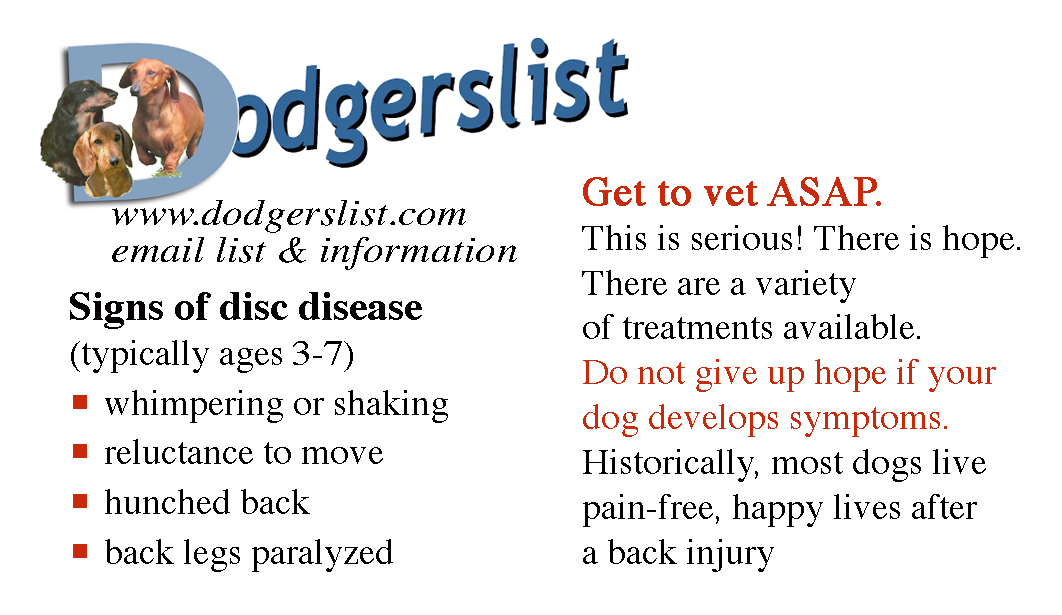 Dodgerslist
www.dodgerslist.com
email list & information
Signs of disc disease
(typically ages 3-7)
whimpering or shaking
reluctance to move
hunched back
back legs paralyzed
Get to vet ASAP.
This is serious! There is hope.
There are a variety
of treatments available.
Do not give up hope if your
dog develops symptoms.
Historically, most dogs live
pain-free, happy lives after
a back injury